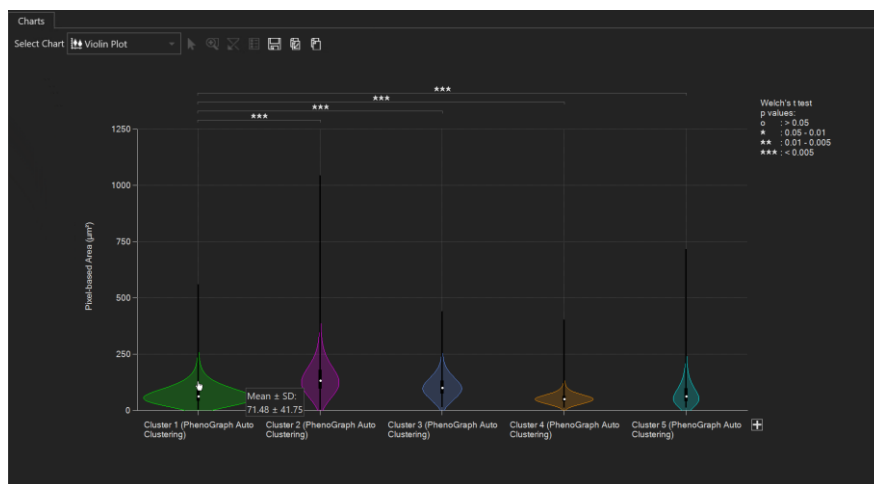 Charts
Select Chart Violin Plot
***
***
***
***
Welch's t test
p values:
o : > 0.05
* : 0.05 - 0.01
** : 0.01 - 0.005
*** : < 0.005
1250
1000
750
500
250
0
Pixel-based Area (µm²)
Mean ± SD:
71.48 ± 41.75
Cluster 1 (PhenoGraph Auto
Clustering)
Cluster 2 (PhenoGraph Auto
Clustering)
Cluster 3 (PhenoGraph Auto
Clustering)
Cluster 4 (PhenoGraph Auto
Clustering)
Cluster 5 (PhenoGraph Auto
Clustering)